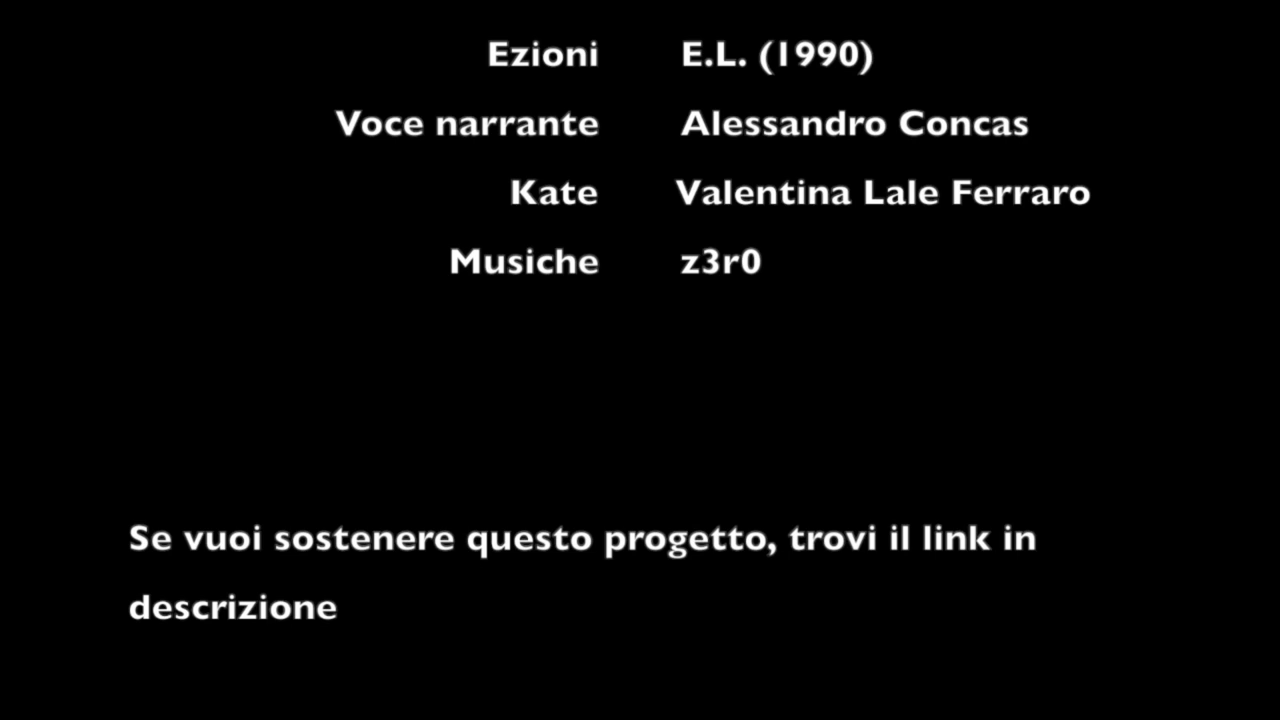 Ezioni E.L. (1990)
Voce narrante Alessandro Concas
Kate Valentina Lale Ferraro
Musiche z3r0
Se vuoi sostenere questo progetto, trovi il link in
descrizione